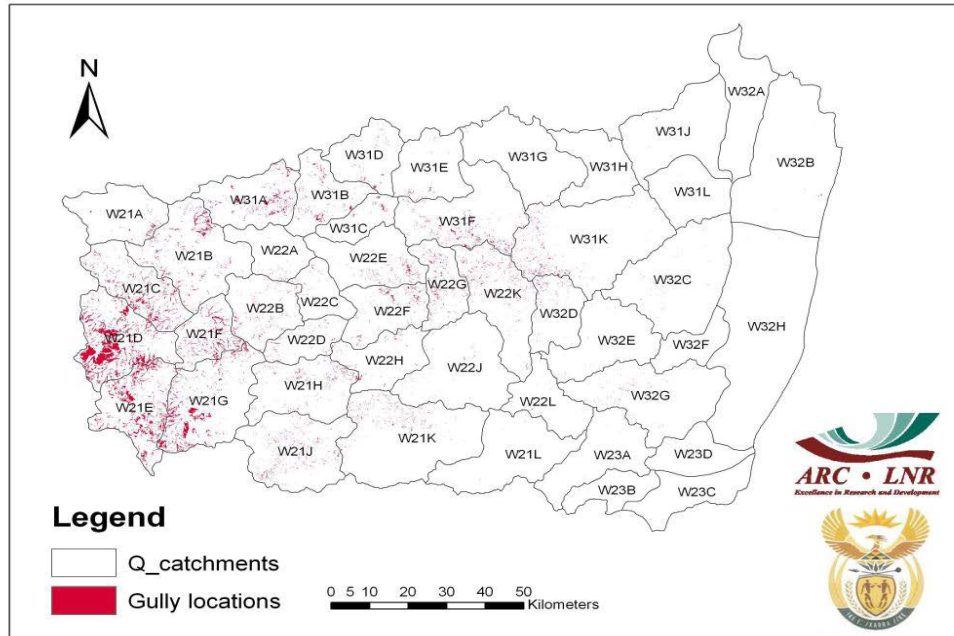 N
W32A
W31J
W31D
W31E
W31G
W31H
W32B
W31L
W31B
W31A
W21A
W31C
W31F
W31K
W22A
W22E
W21B
W32C
W21C
W22G
W22K
W22C
W22B
W22F
W32D
W32H
W21D
W21F
W22D
W32E
W32F
W22H
W22J
W21H
W21E
W21G
W22L
W32G
W21K
W21J
W21L
W23A
W23D
W23B
W23C
ARC • LNR
Excellence in Research and Development
Legend
Q_catchments
Gully locations
0 5 10 20 30 40 50
Kilometers